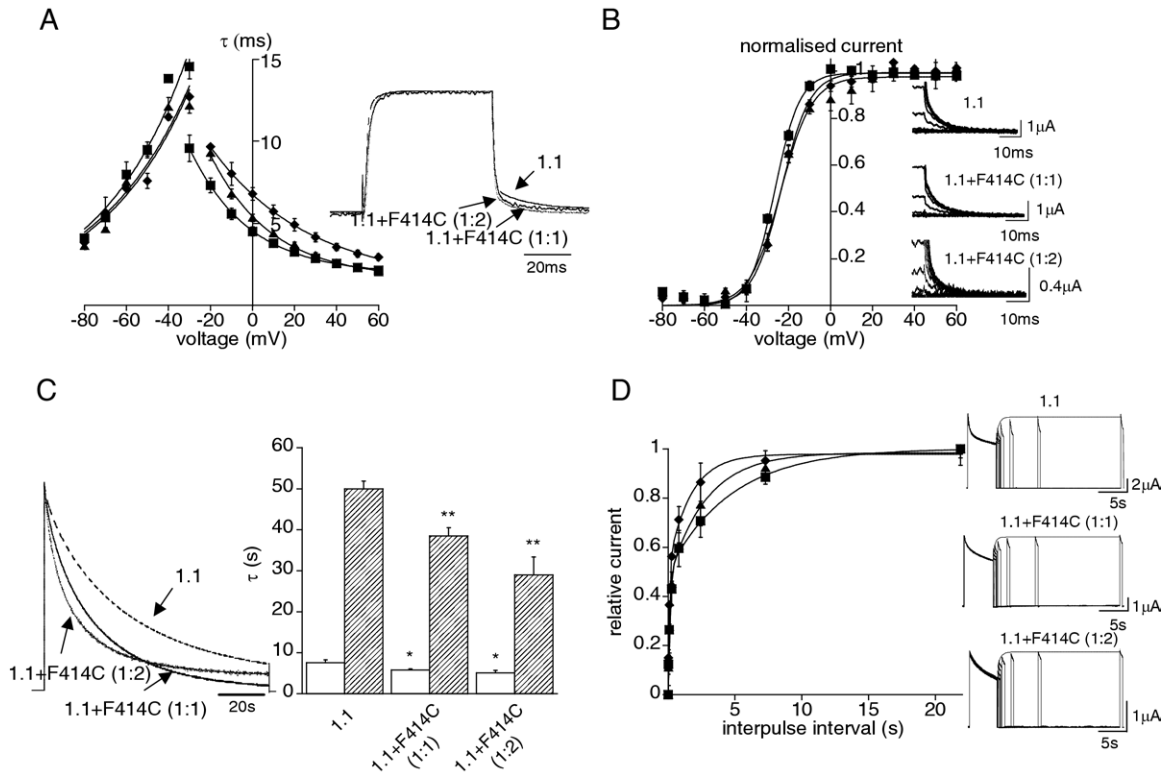 A
τ (ms)
15
10
5
-80 -60 -40 -20 0 20 40 60
voltage (mV)
1.1
1.1+F414C (1:2)
1.1+F414C (1:1)
20ms
B
normalised current
1
0.8
0.6
0.4
0.2
-80 -60 -40 -20 0 20 40 60
voltage (mV)
1.1
1μA
10ms
1.1+F414C (1:1)
1μA
10ms
1.1+F414C (1:2)
0.4μA
10ms
C
1.1
1.1+F414C (1:2)
1.1+F414C (1:1)
20s
τ (s)
60
50
40
30
20
10
0
* ** * **
1.1
1.1+F414C
(1:1)
1.1+F414C
(1:2)
D
relative current
1
0.8
0.6
0.4
0.2
0
5 10 15 20
interpulse interval (s)
1.1
2μA
5s
1.1+F414C (1:1)
1μA
5s
1.1+F414C (1:2)
1μA
5s